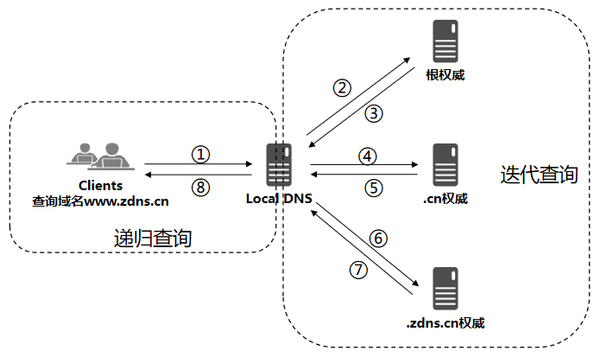 ②
根权威
③
①
④
Clients
查询域名www.zdns.cn
⑧
Local DNS
⑤
.cn权威
迭代查询
递归查询
⑥
⑦
.zdns.cn权威